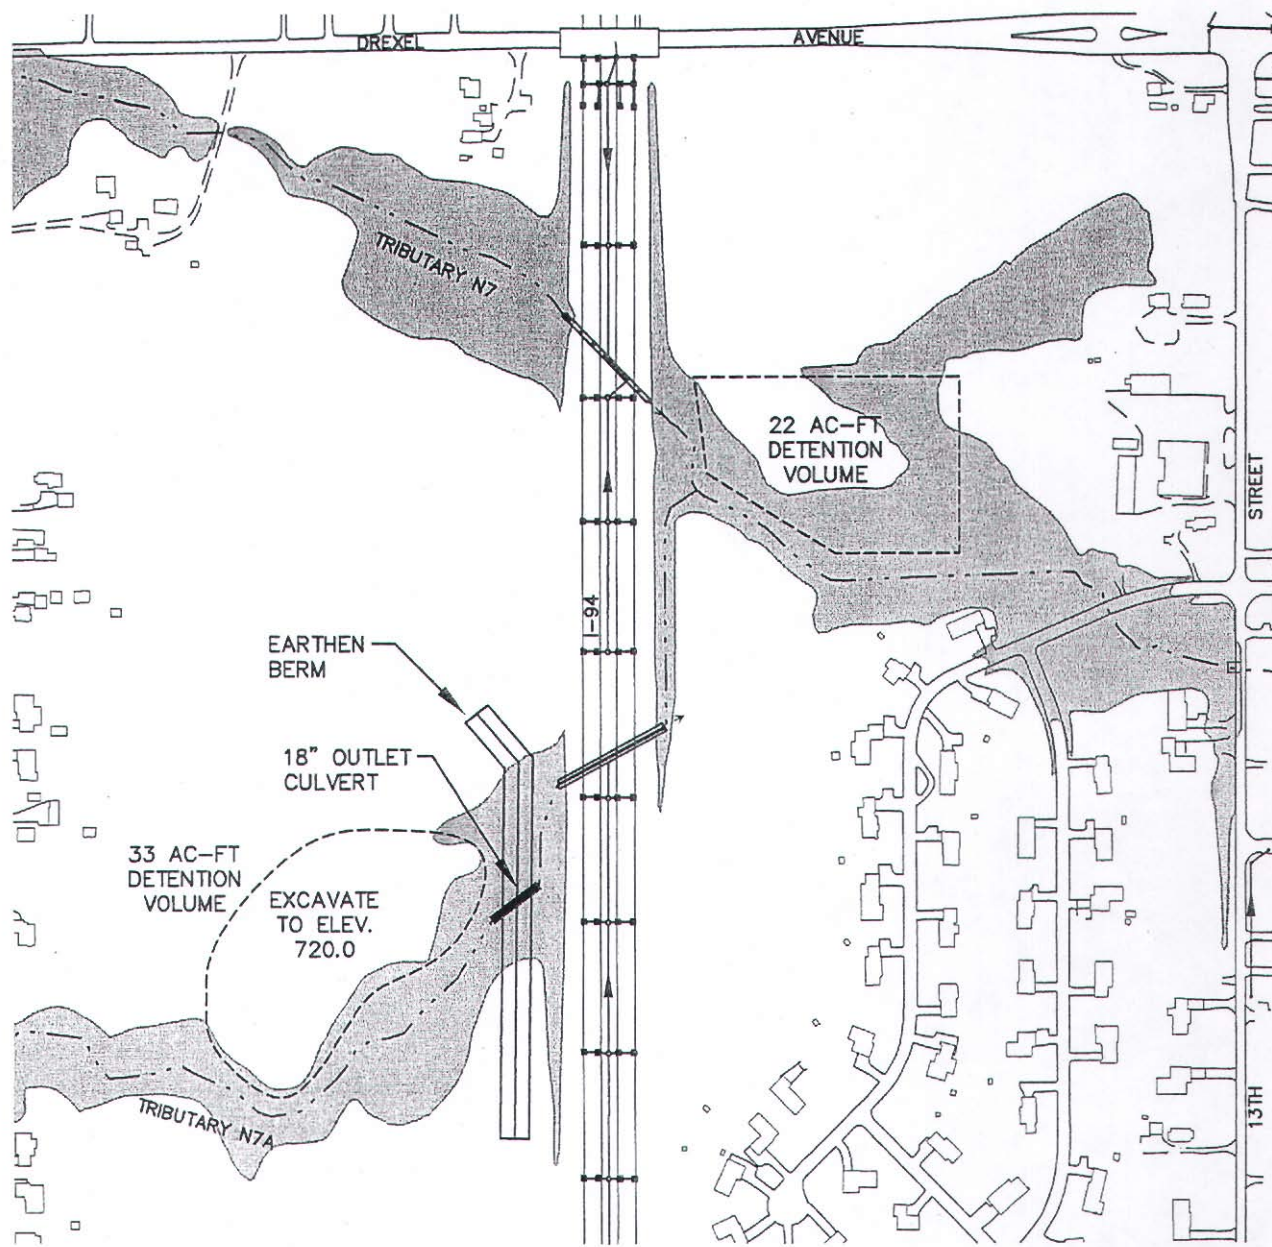 DREXEL AVENUE
TRIBUTARY N7
22 AC-FT
DETENTION
VOLUME
STREET
I-94
EARTHEN
BERM
18" OUTLET
CULVERT
33 AC-FT
DETENTION
VOLUME
EXCAVATE
TO ELEV.
720.0
TRIBUTARY N7A
13TH